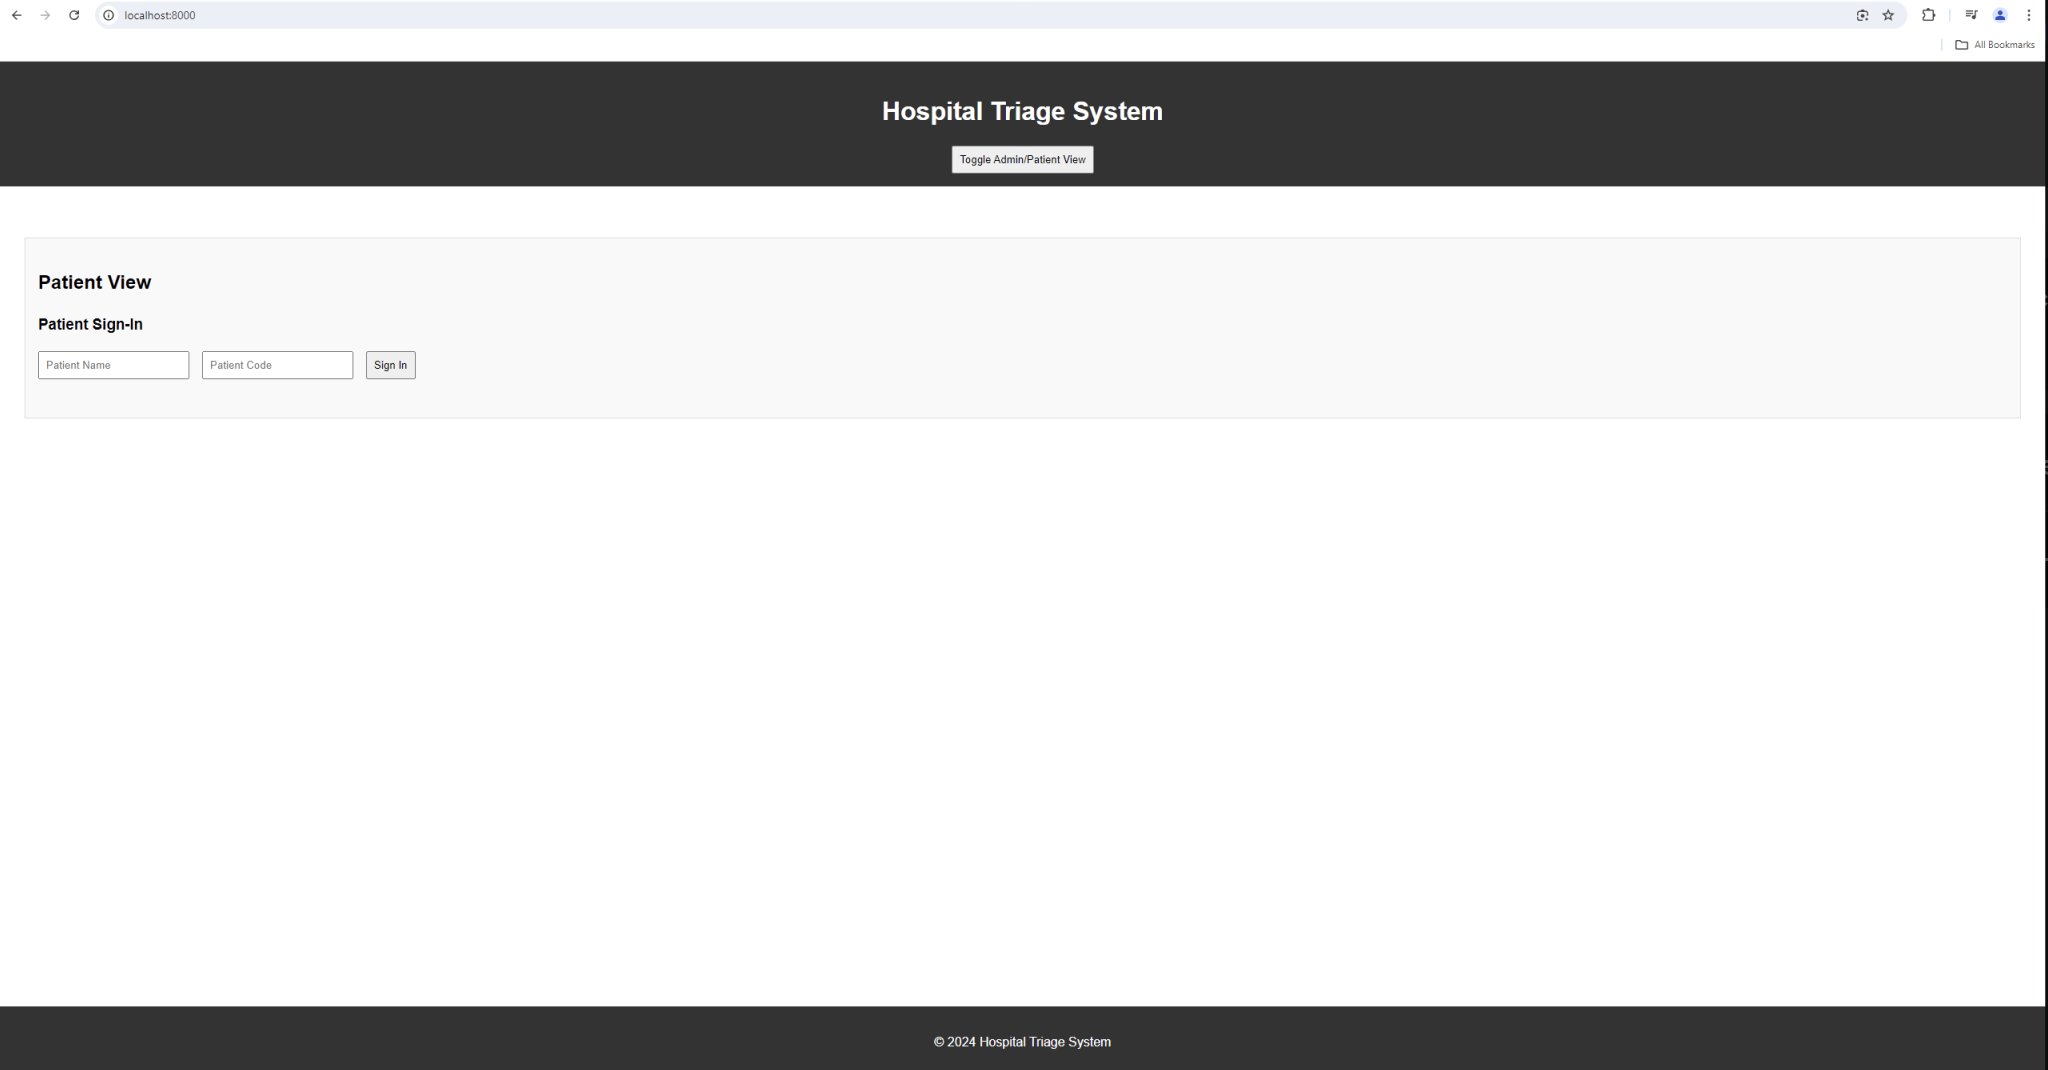 localhost:8000
All Bookmarks
Hospital Triage System
Toggle Admin/Patient View
Patient View
Patient Sign-In
Patient Name Patient Code Sign In
© 2024 Hospital Triage System